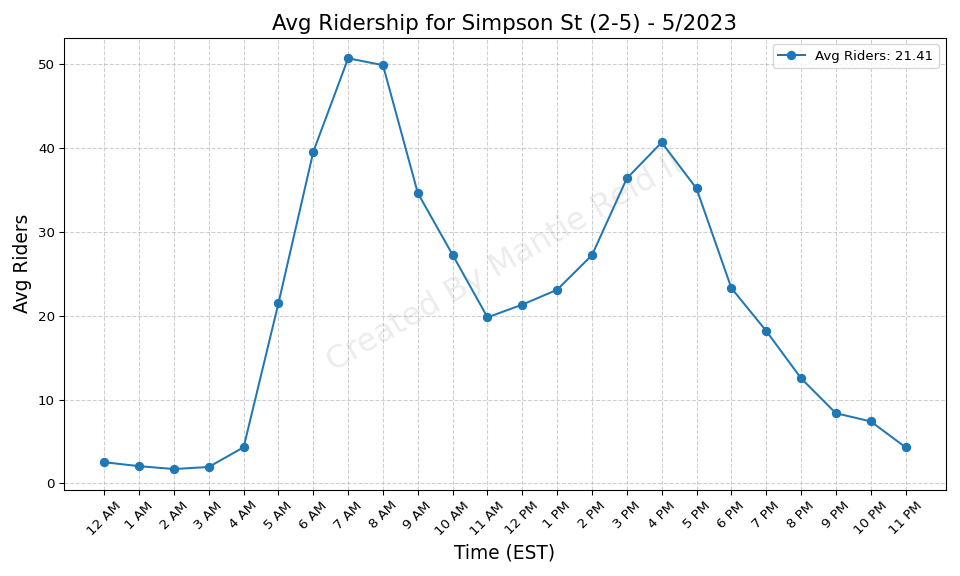 Avg Ridership for Simpson St (2-5) - 5/2023
Avg Riders: 21.41
Avg Riders
50
40
30
20
10
0
Created By Mantie Reid II
12 AM
1 AM
2 AM
3 AM
4 AM
5 AM
6 AM
7 AM
8 AM
9 AM
10 AM
11 AM
12 PM
1 PM
2 PM
3 PM
4 PM
5 PM
6 PM
7 PM
8 PM
9 PM
10 PM
11 PM
Time (EST)